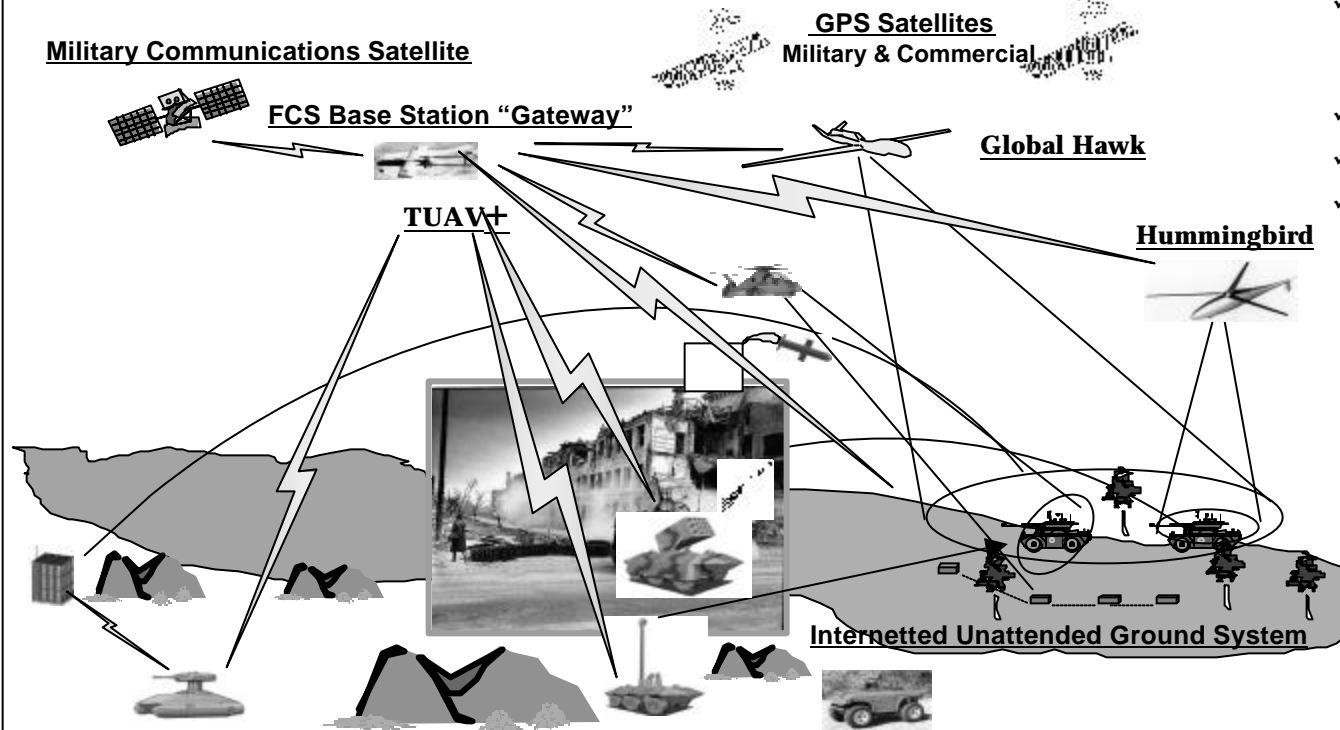 GPS Satellites
Military & Commercial
Military Communications Satellite
FCS Base Station “Gateway”
Global Hawk
TUAV+
Hummingbird
Internetted Unattended Ground System